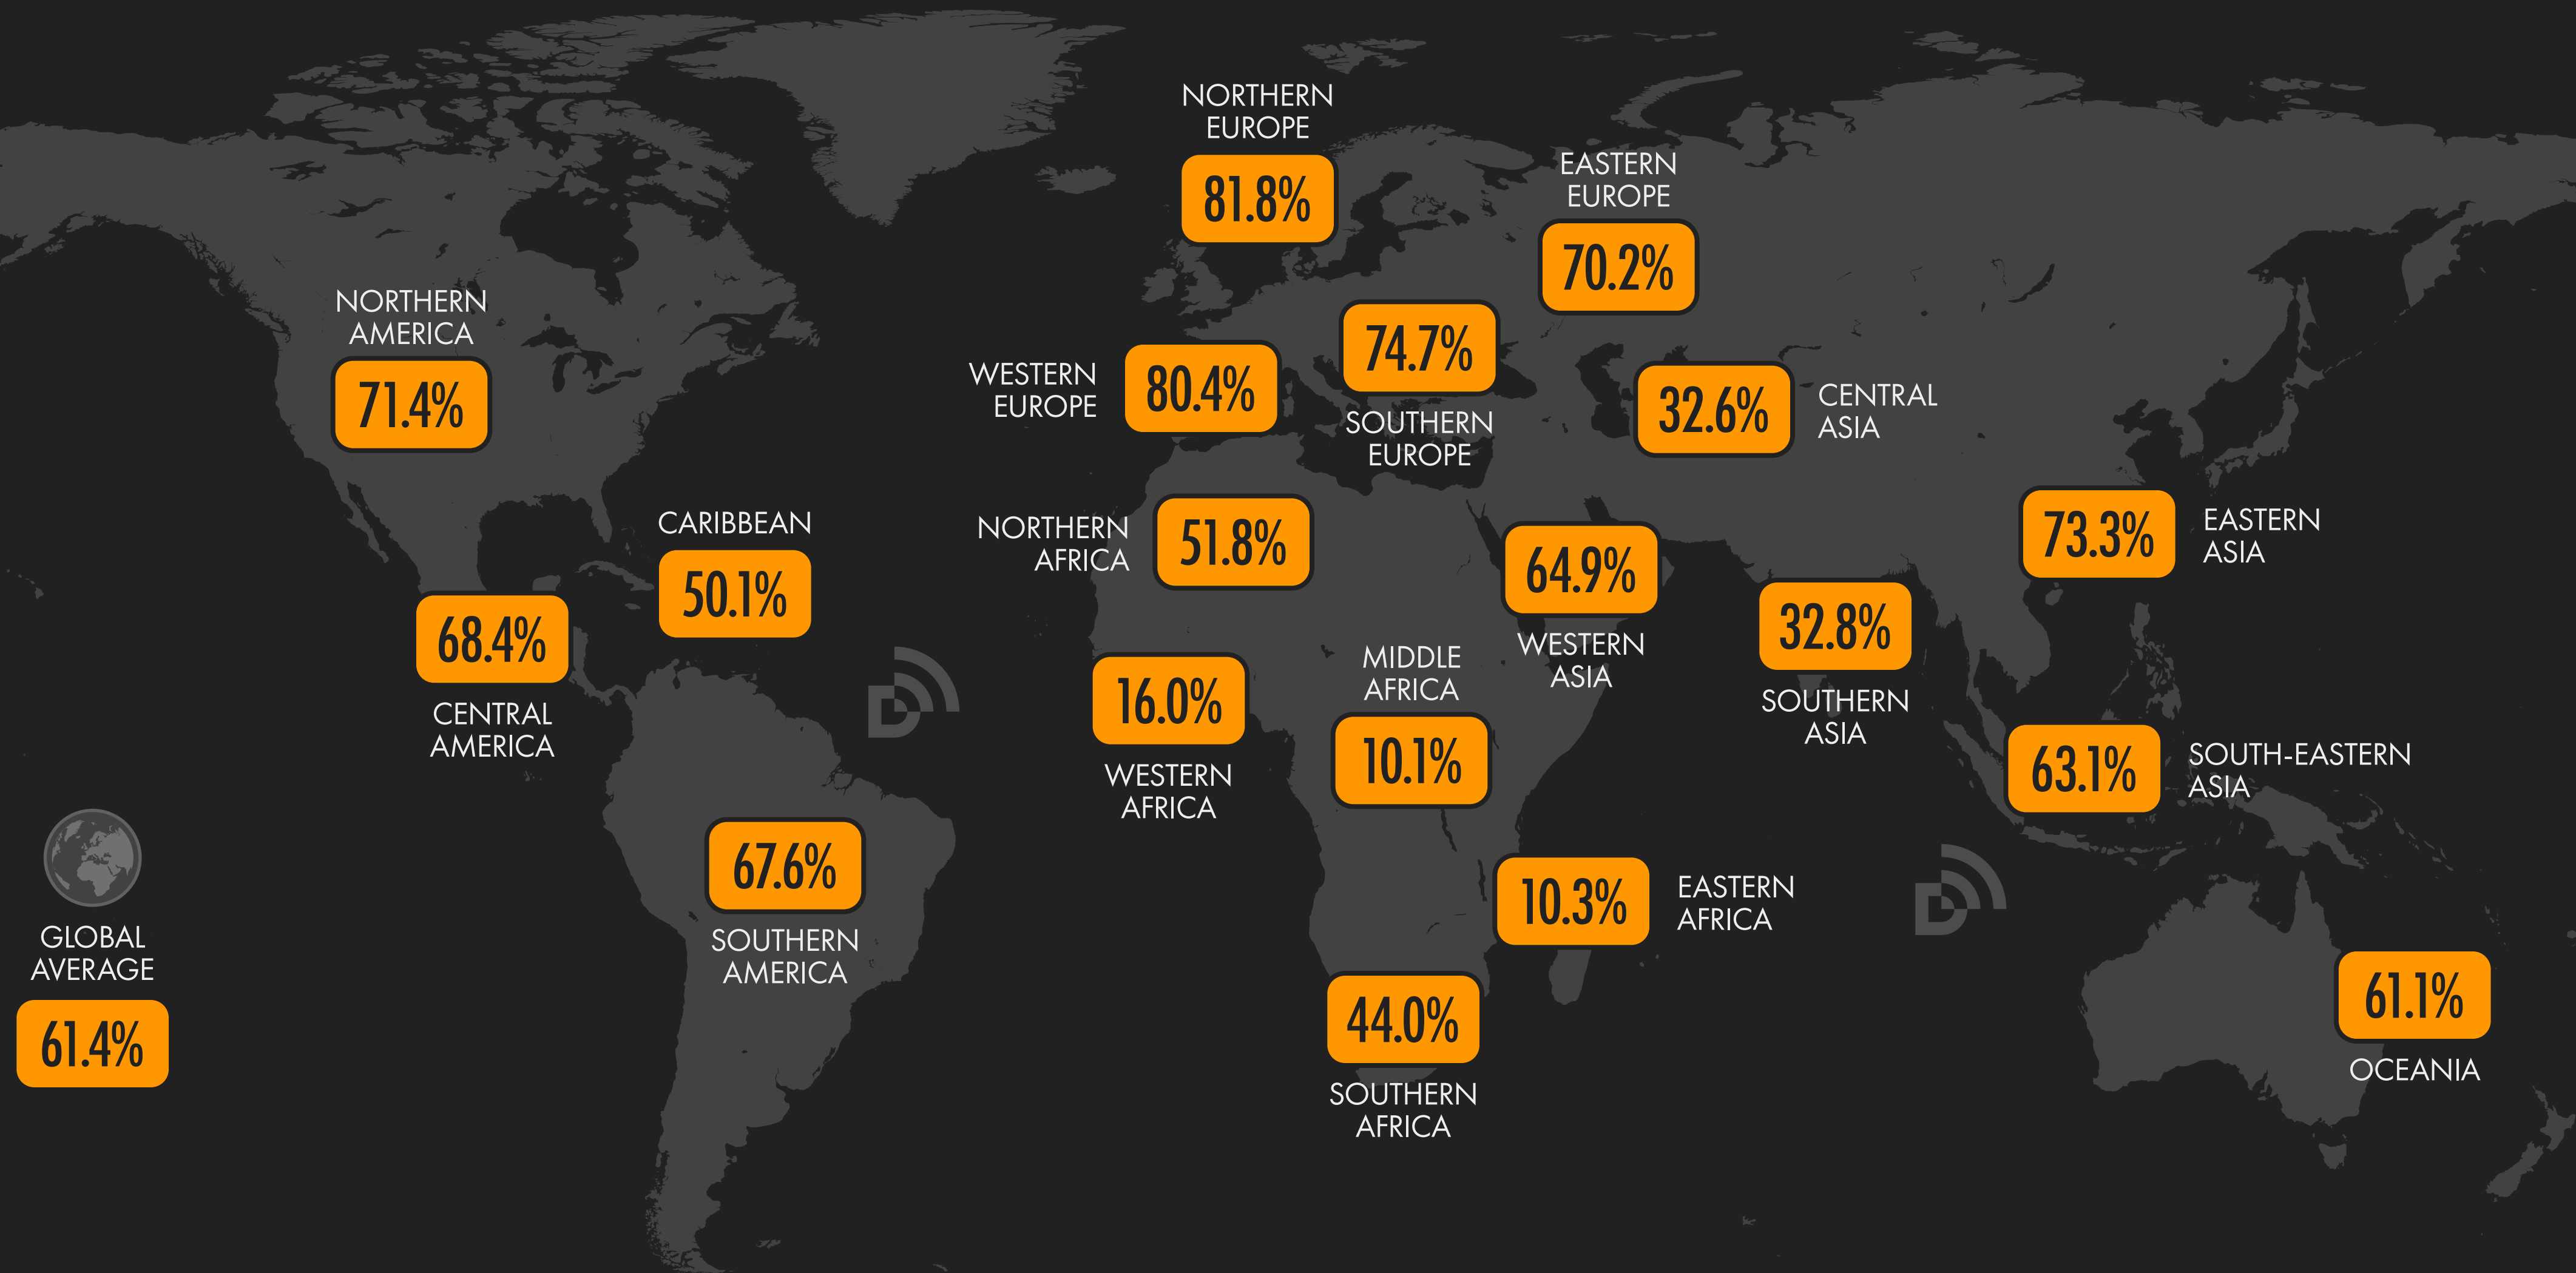 NORTHERN
EUROPE
81.8%
EASTERN
EUROPE
70.2%
NORTHERN
AMERICA
71.4%
WESTERN
EUROPE
80.4%
74.7%
SOUTHERN
EUROPE
32.6%
CENTRAL
ASIA
CARIBBEAN
50.1%
NORTHERN
AFRICA
51.8%
64.9%
WESTERN
ASIA
73.3%
EASTERN
ASIA
68.4%
CENTRAL
AMERICA
32.8%
SOUTHERN
ASIA
16.0%
WESTERN
AFRICA
MIDDLE
AFRICA
10.1%
63.1%
SOUTH-EASTERN
ASIA
67.6%
SOUTHERN
AMERICA
10.3%
EASTERN
AFRICA
GLOBAL
AVERAGE
61.4%
44.0%
SOUTHERN
AFRICA
61.1%
OCEANIA